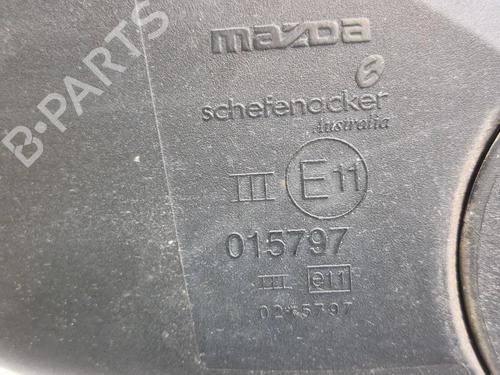 B-PARTS
mazda
schefenacker
Australia
III E11
015797
III e11
02*5797